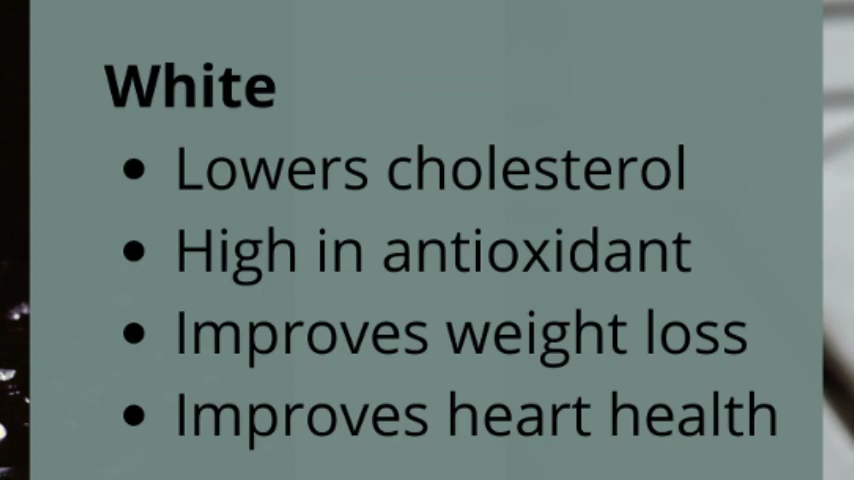 White
• Lowers cholesterol
• High in antioxidant
• Improves weight loss
• Improves heart health